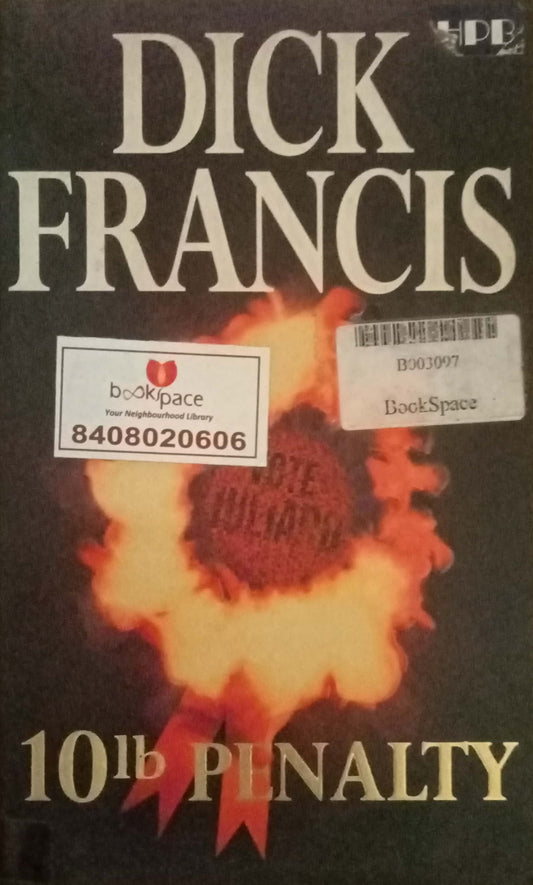 HPB
DICK
FRANCIS
bookspace
Your Neighbourhood Library
8408020606
B003097
BookSpace
VOTE
JULIARD
10lb PENALTY